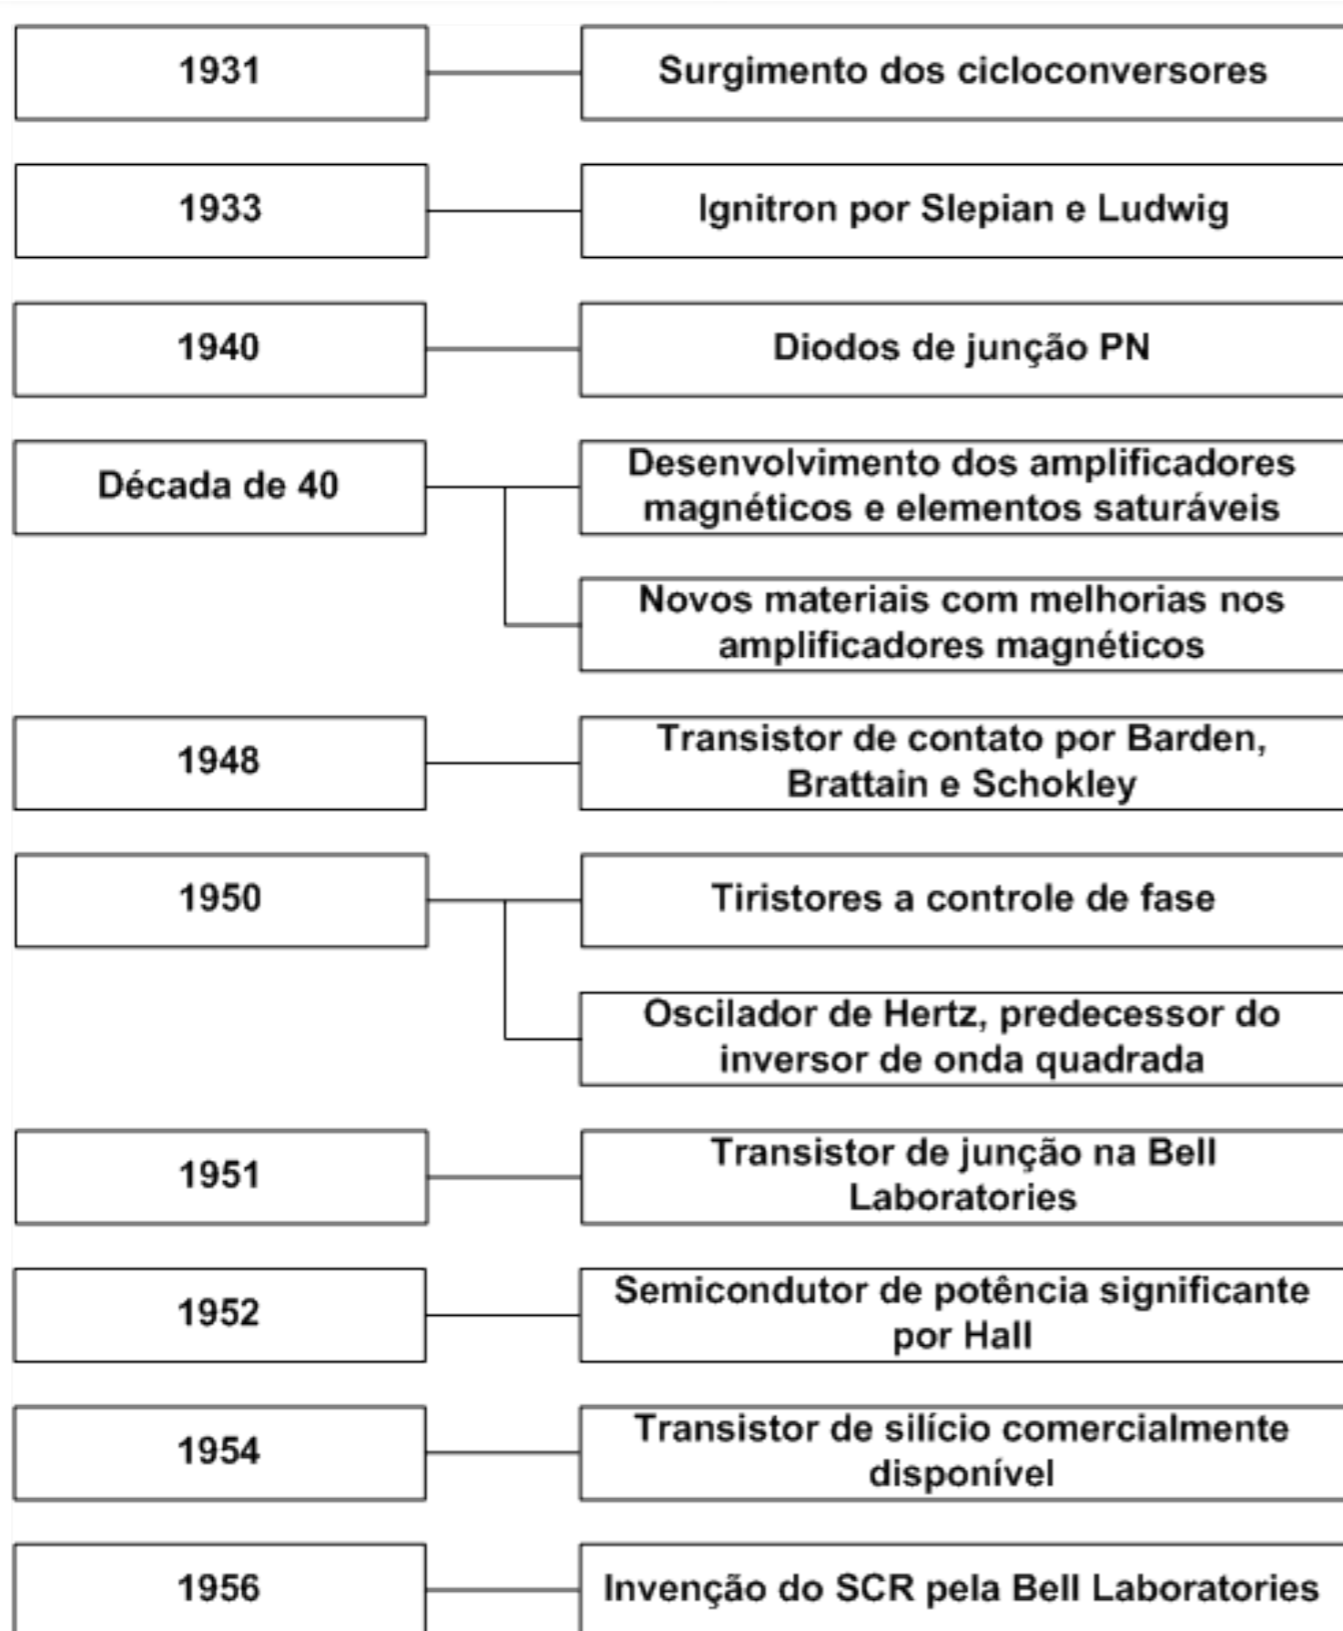 1931
Surgimento dos cicloconversores
1933
Ignitron por Slepian e Ludwig
1940
Diodos de junção PN
Década de 40
Desenvolvimento dos amplificadores
magnéticos e elementos saturáveis
Novos materiais com melhorias nos
amplificadores magnéticos
1948
Transistor de contato por Barden,
Brattain e Schokley
1950
Tiristores a controle de fase
Oscilador de Hertz, predecessor do
inversor de onda quadrada
1951
Transistor de junção na Bell
Laboratories
1952
Semicondutor de potência significante
por Hall
1954
Transistor de silício comercialmente
disponível
1956
Invenção do SCR pela Bell Laboratories